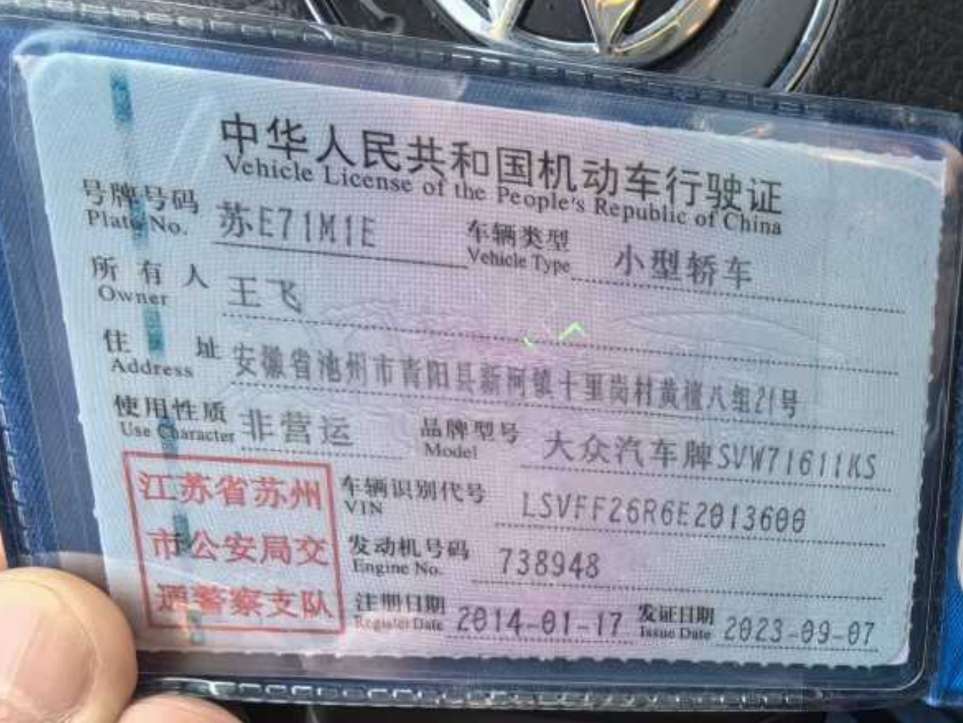 中华人民共和国机动车行驶证
Vehicle License of the People's Republic of China
号牌号码 苏E71M1E 车辆类型 小型轿车
Plate No. Vehicle Type
所有人 王飞
Owner
住址 安徽省池州市青阳县新河镇十里岗村黄檀八组21号
Address
使用性质 非营运 品牌型号 大众汽车牌SVW71611KS
Use Character Model
江苏省苏州
市公安局交
通警察支队
车辆识别代号 LSVFF26R6E2013600
VIN
发动机号码 738948
Engine No.
注册日期 2014-01-17 发证日期 2023-09-07
Register Date Issue Date